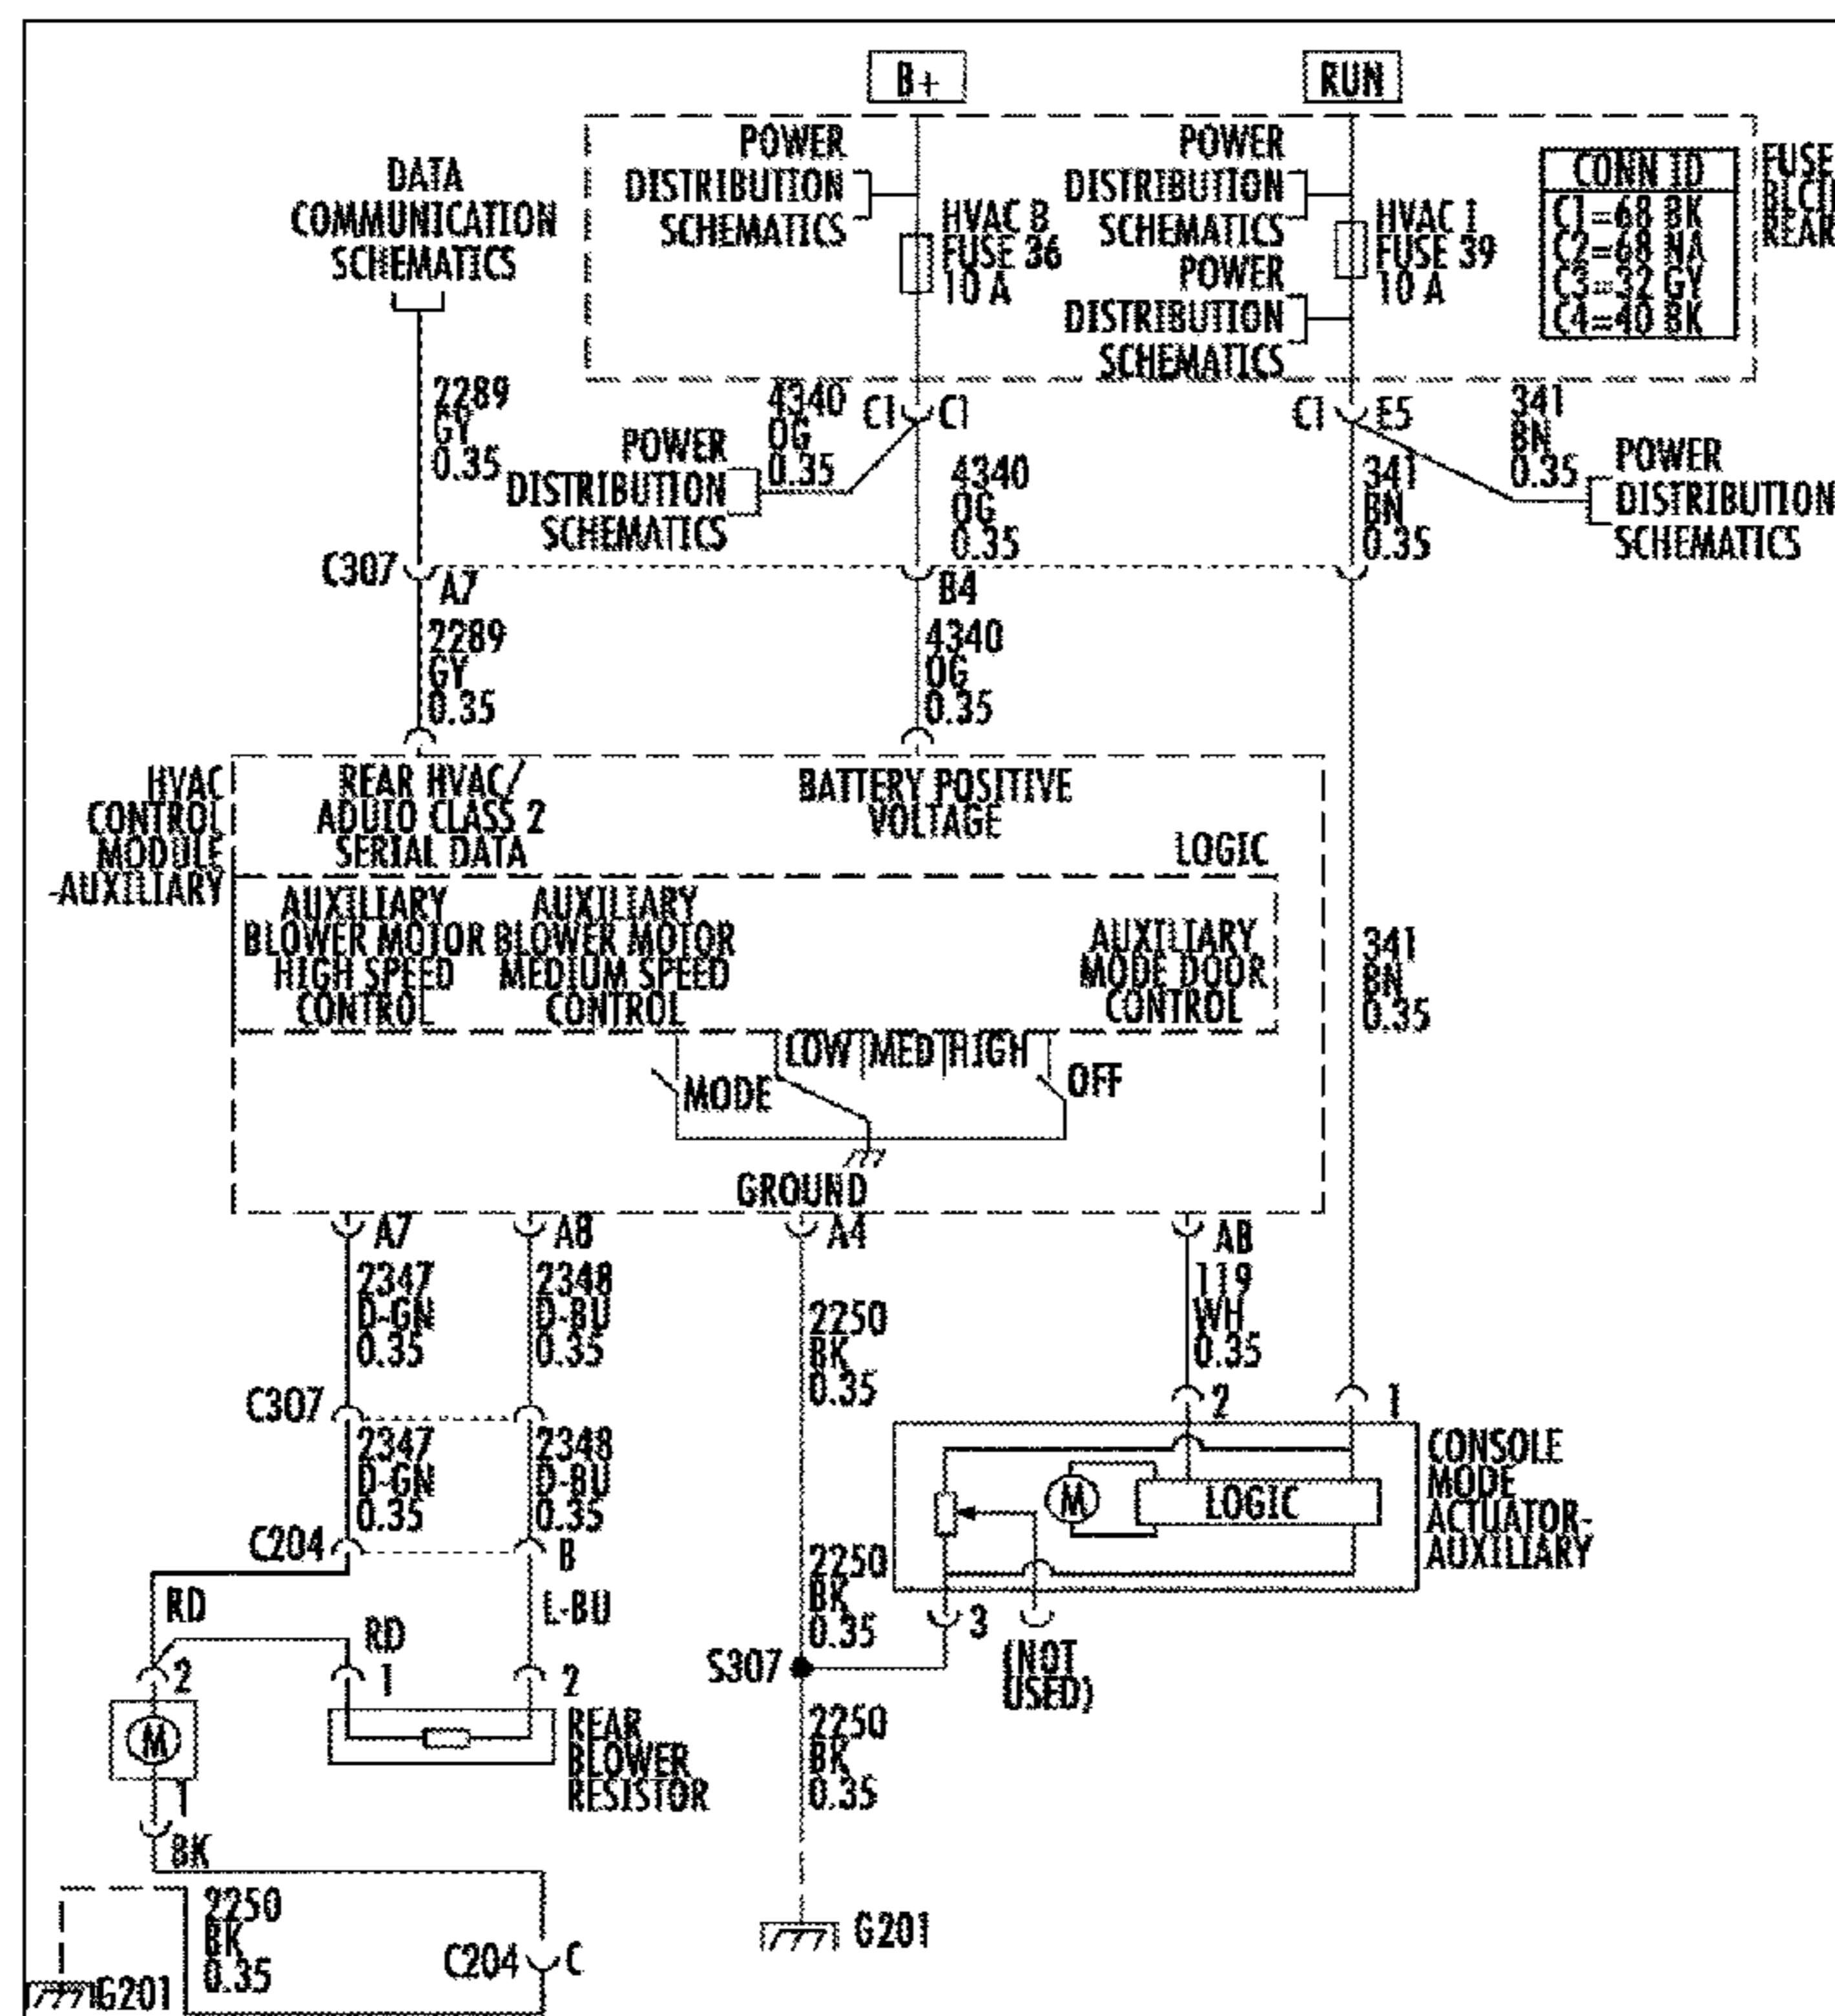 B+
RUN
POWER
DISTRIBUTION
SCHEMATICS
HVAC B
FUSE 36
10 A
POWER
DISTRIBUTION
SCHEMATICS
POWER
DISTRIBUTION
SCHEMATICS
HVAC 1
FUSE 39
10 A
CONN ID
C1=68 BK
C2=68 NA
C3=32 GY
C4=40 BK
FUSE
REAR
DATA
COMMUNICATION
SCHEMATICS
2289
GY
0.35
POWER
DISTRIBUTION
SCHEMATICS
4340
OG
0.35
C1 C1
4340
OG
0.35
C1 E5
341
BN
0.35
341
BN
0.35
POWER
DISTRIBUTION
SCHEMATICS
C307
A7
B4
2289
GY
0.35
4340
OG
0.35
HVAC
CONTROL
MODULE
-AUXILIARY
REAR HVAC/
ADUIO CLASS 2
SERIAL DATA
BATTERY POSITIVE
VOLTAGE
LOGIC
AUXILIARY
BLOWER MOTOR
HIGH SPEED
CONTROL
AUXILIARY
BLOWER MOTOR
MEDIUM SPEED
CONTROL
AUXILIARY
MODE DOOR
CONTROL
341
BN
0.35
LOW MED HIGH
MODE
OFF
GROUND
A7
2347
D-GN
0.35
2348
D-BU
0.35
A4
2250
BK
0.35
119
WH
0.35
C307
2347
D-GN
0.35
2348
D-BU
0.35
2
1
CONSOLE
MODE
ACTUATOR-
AUXILIARY
M
LOGIC
C204
B
RD
RD
L-BU
2250
BK
0.35
3
(NOT
USED)
S307
2
1
2
M
REAR
BLOWER
RESISTOR
2250
BK
0.35
1
BK
2250
BK
0.35
C204
C
G201
G201